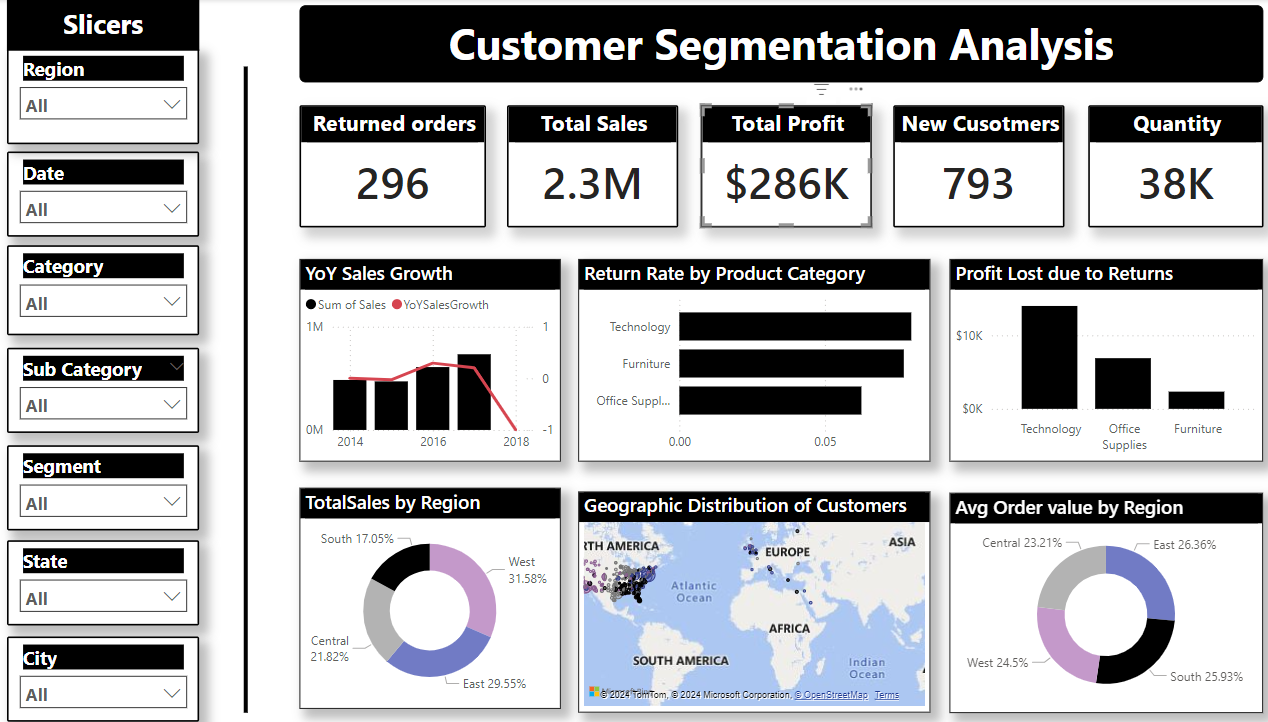 Slicers
Region
All
Date
All
Category
All
Sub Category
All
Segment
All
State
All
City
All
Customer Segmentation Analysis
Returned orders
296
Total Sales
2.3M
Total Profit
$286K
New Cusotmers
793
Quantity
38K
YoY Sales Growth
Sum of Sales YoYSalesGrowth
1M
0M
1
0
-1
2014 2016 2018
Return Rate by Product Category
Technology
Furniture
Office Suppl...
0.00 0.05
Profit Lost due to Returns
$10K
$0K
Technology
Office
Supplies
Furniture
TotalSales by Region
South 17.05%
West
31.58%
Central
21.82%
East 29.55%
Geographic Distribution of Customers
RTH AMERICA
EUROPE
ASIA
Atlantic
Ocean
AFRICA
SOUTH AMERICA
Indian
Ocean
© 2024 TomTom, © 2024 Microsoft Corporation, © OpenStreetMap Terms
Avg Order value by Region
Central 23.21%
East 26.36%
West 24.5%
South 25.93%